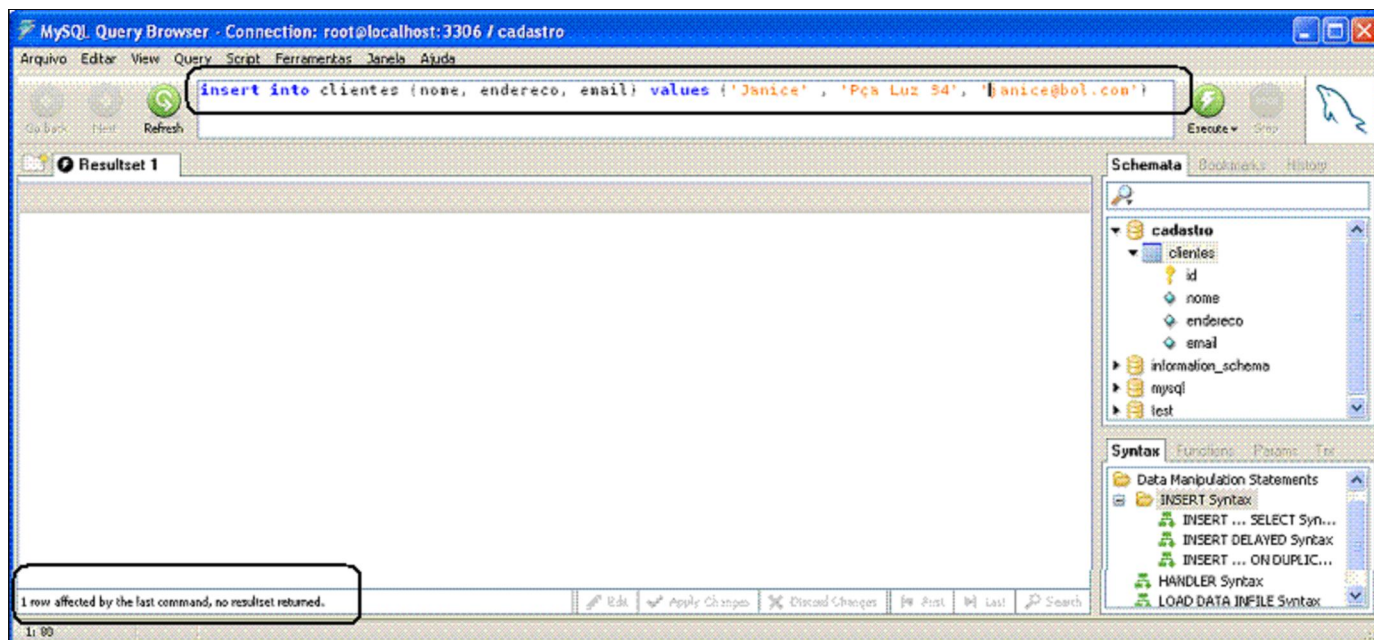 MySQL Query Browser - Connection: root@localhost:3306 / cadastro
Arquivo Editar View Query Script Ferramentas Janela Ajuda
insert into clientes (nome, endereco, email) values ('Janice' , 'Pça Luz 94', 'janice@bol.com')
Go back Next Refresh Execute Stop
Resultset 1
Schemata Bookmarks History
cadastro
clientes
id
nome
endereco
email
information_schema
mysql
test
Syntax Functions Params Trx
Data Manipulation Statements
INSERT Syntax
INSERT ... SELECT Syn...
INSERT DELAYED Syntax
INSERT ... ON DUPLIC...
HANDLER Syntax
LOAD DATA INFILE Syntax
1 row affected by the last command, no resultset returned.
Edit Apply Changes Discard Changes First Last Search
1: 80